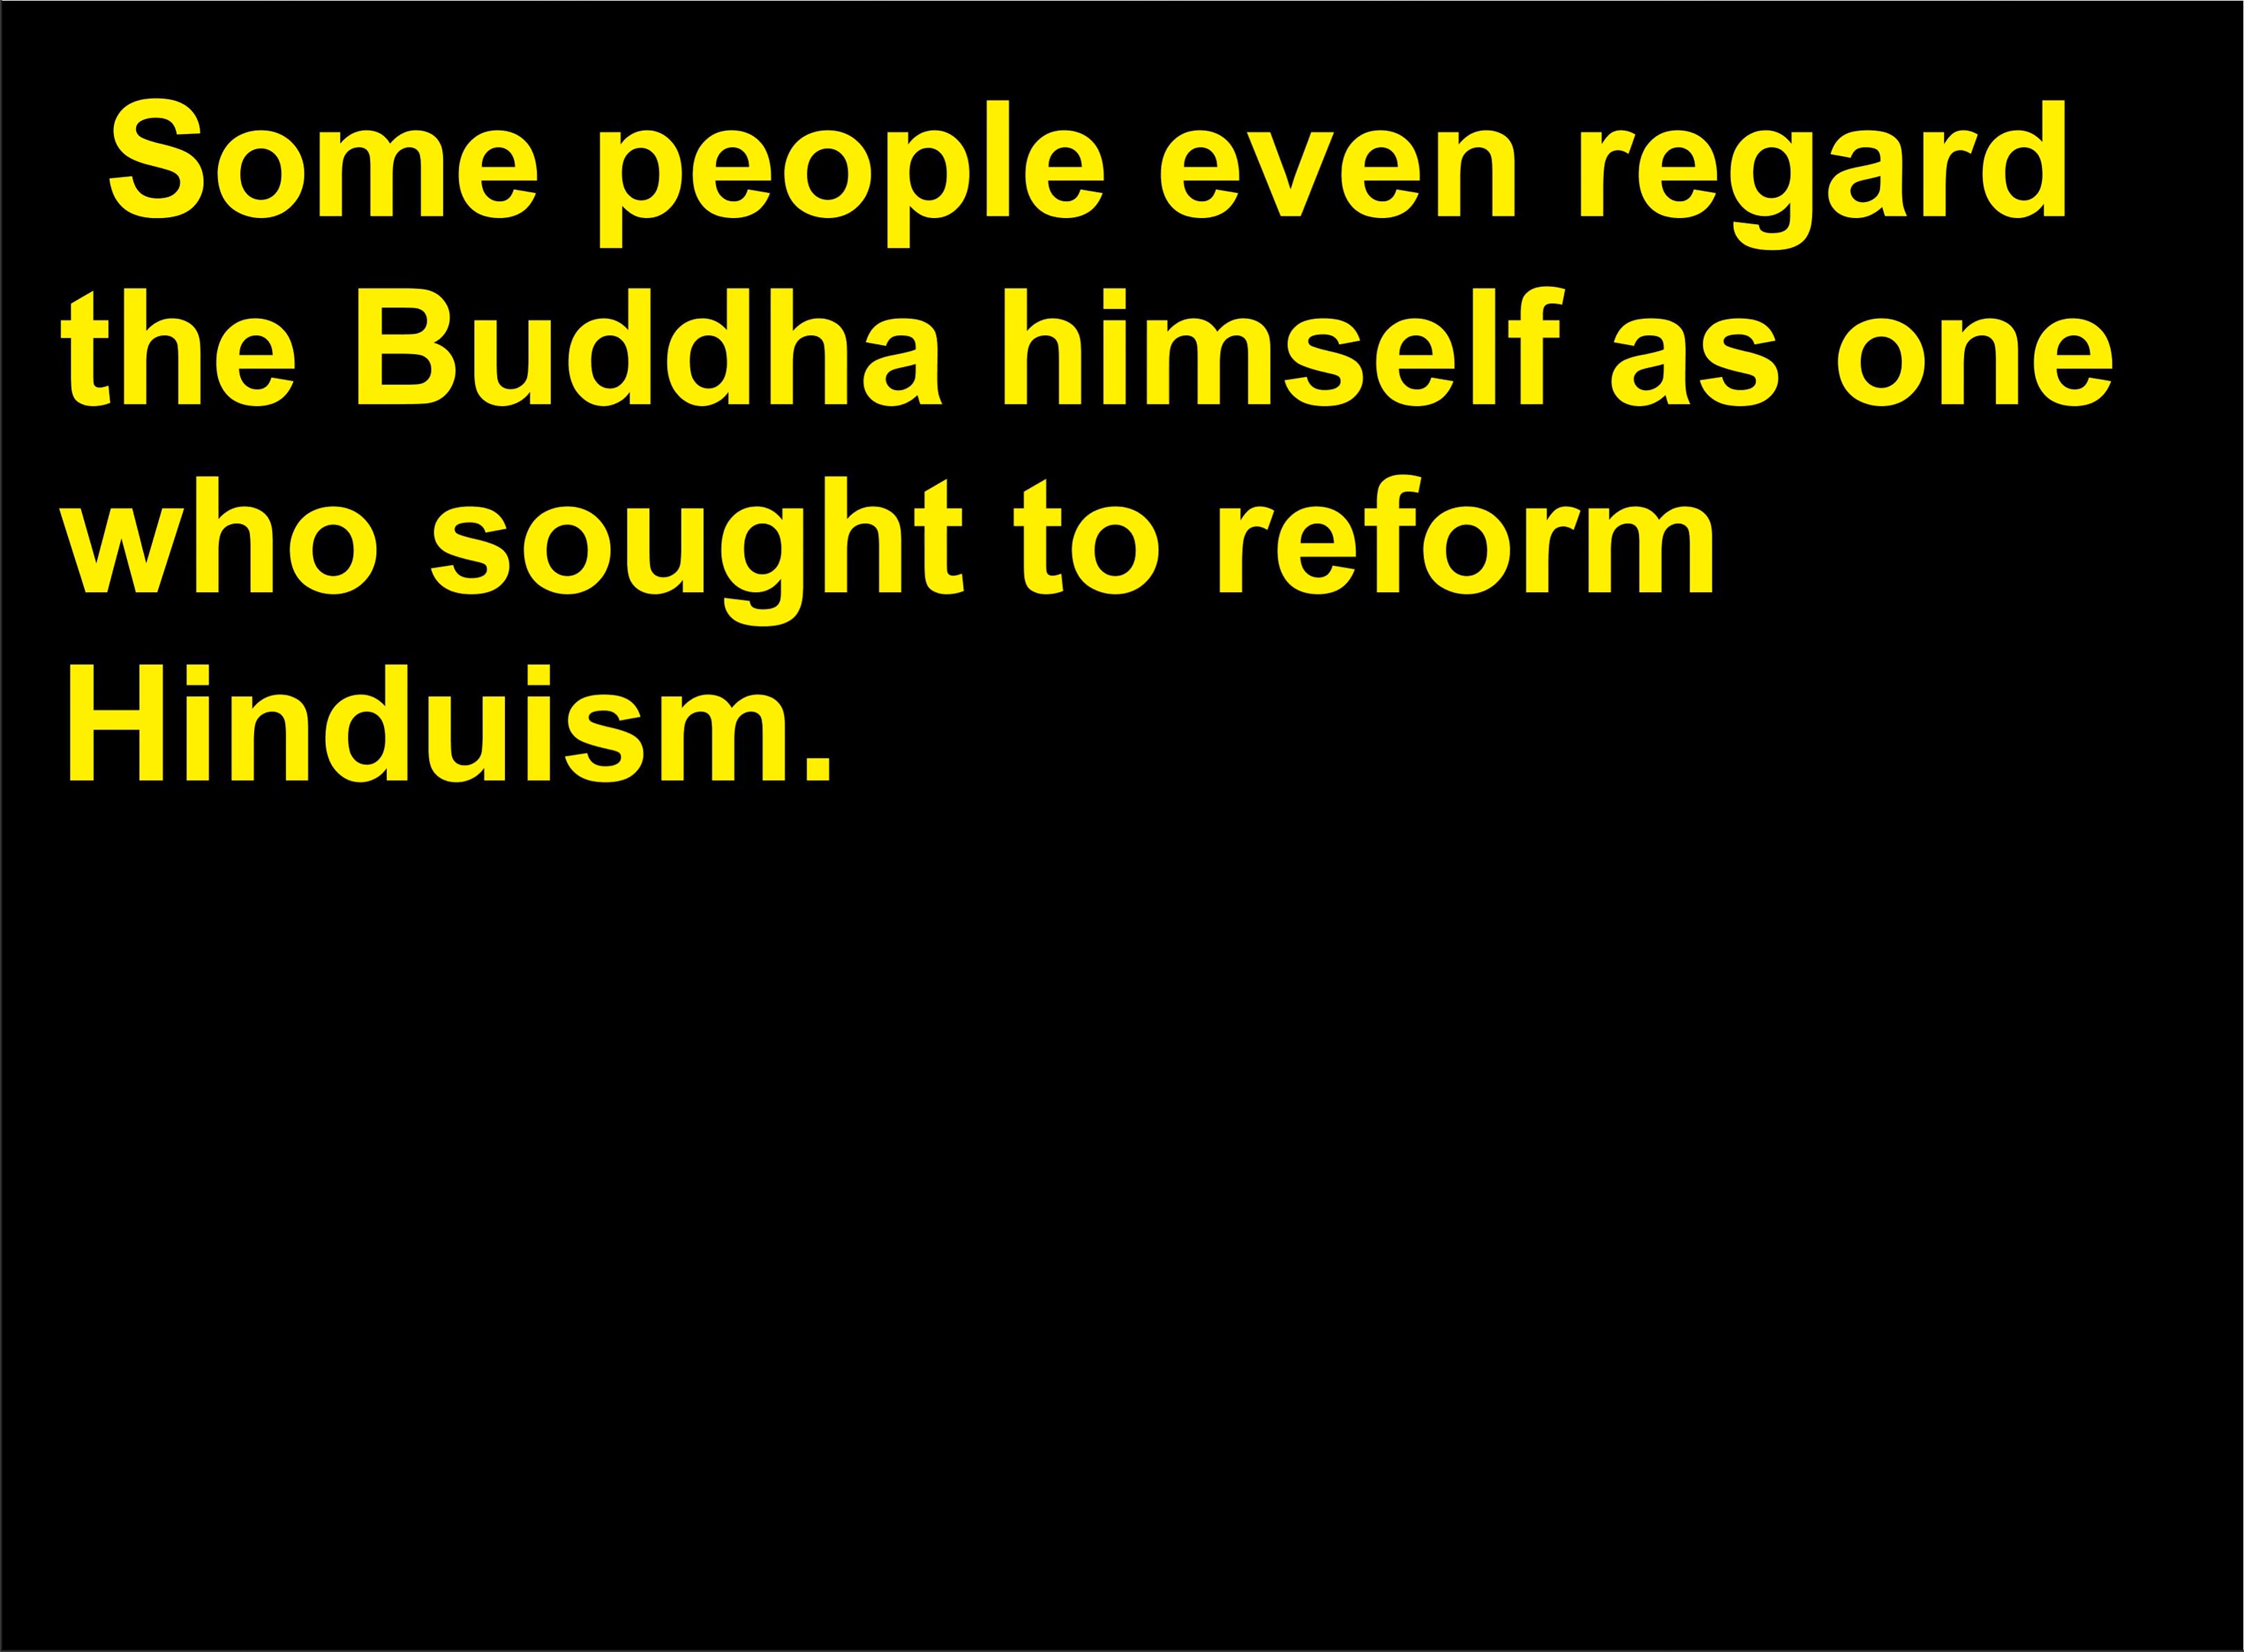 Some people even regard
the Buddha himself as one
who sought to reform
Hinduism.